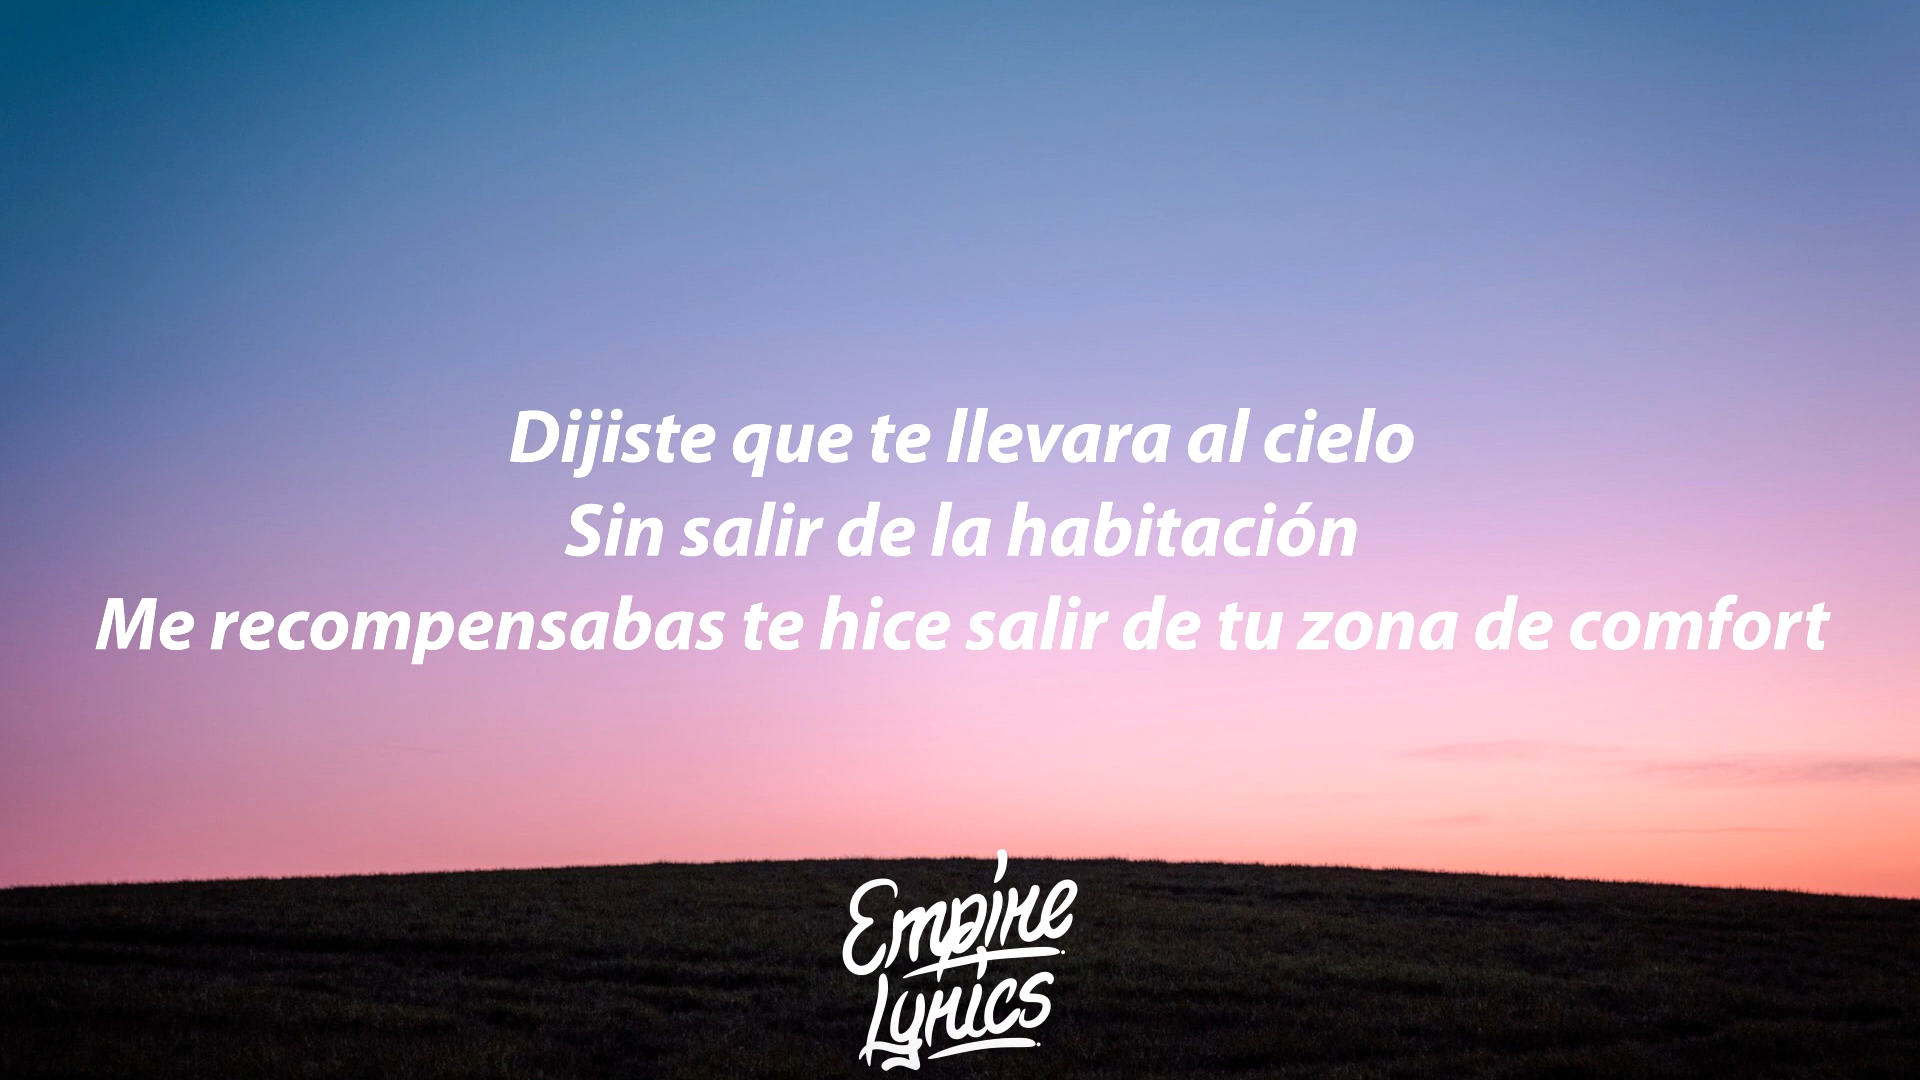 Dijiste que te llevara al cielo
Sin salir de la habitación
Me recompensabas te hice salir de tu zona de comfort
Empire
Lyrics